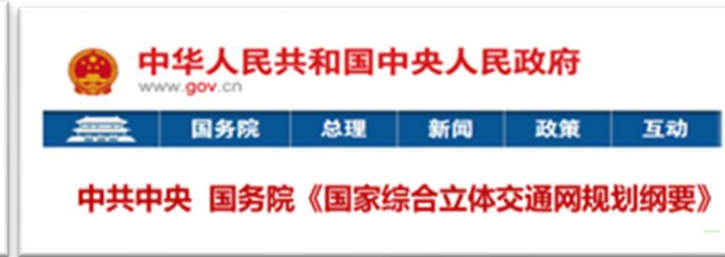 中华人民共和国中央人民政府
www.gov.cn
国务院 总理 新闻 政策 互动
中共中央 国务院《国家综合立体交通网规划纲要》